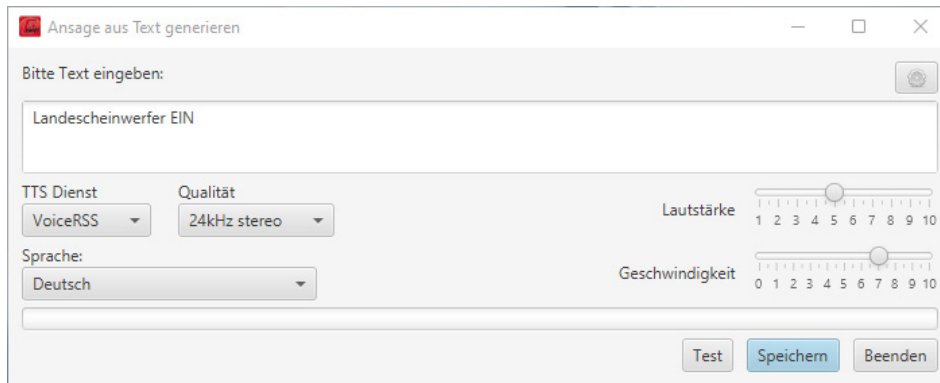 Ansage aus Text generieren
Bitte Text eingeben:
Landescheinwerfer EIN
TTS Dienst Qualität
VoiceRSS 24kHz stereo
Lautstärke
1 2 3 4 5 6 7 8 9 10
Sprache:
Deutsch
Geschwindigkeit
0 1 2 3 4 5 6 7 8 9 10
Test Speichern Beenden